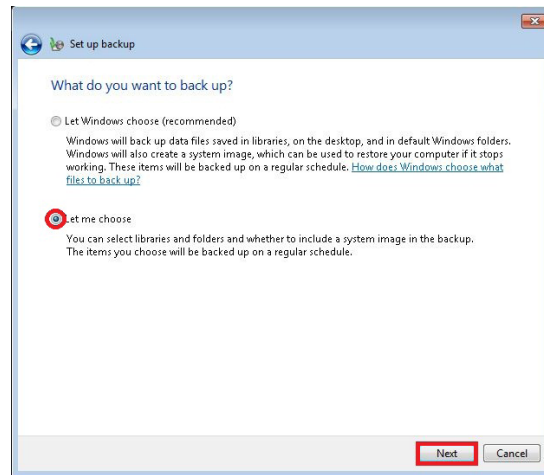 Set up backup
What do you want to back up?
Let Windows choose (recommended)
Windows will back up data files saved in libraries, on the desktop, and in default Windows folders.
Windows will also create a system image, which can be used to restore your computer if it stops
working. These items will be backed up on a regular schedule. How does Windows choose what
files to back up?
Let me choose
You can select libraries and folders and whether to include a system image in the backup.
The items you choose will be backed up on a regular schedule.
Next Cancel